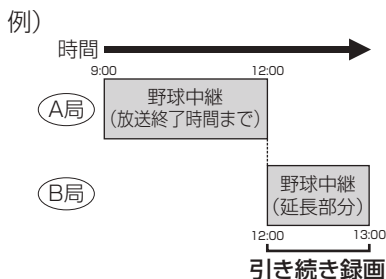 例）
時間
9:00 12:00
A局
野球中継
（放送終了時間まで）
B局
野球中継
（延長部分）
12:00 13:00
引き続き録画